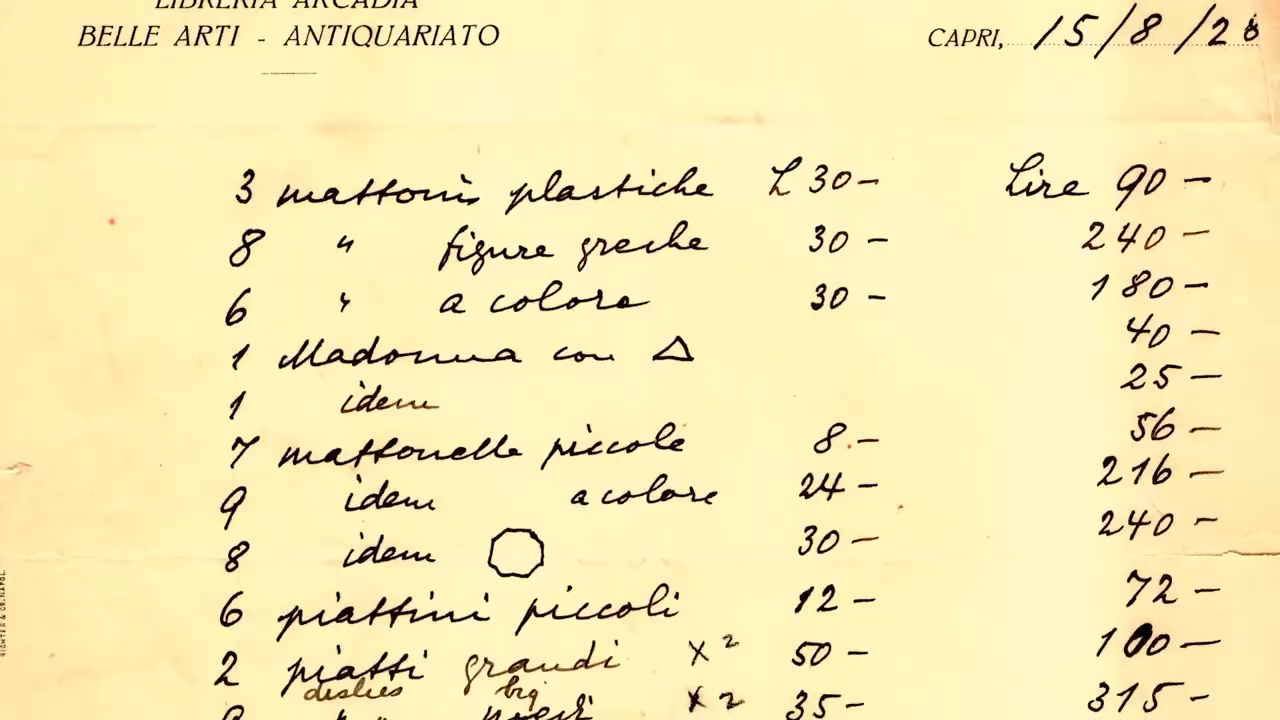 LIBRERIA ARCADIA
BELLE ARTI - ANTIQUARIATO
CAPRI, 15/8/28
3 mattoni plastiche L 30- Lire 90-
8 " figure greche 30- 240-
6 " a colore 30- 180-
1 Madonna con 40-
1 idem 25-
7 mattonelle piccole 8.- 56-
9 idem a colore 24- 216-
8 idem 30- 240-
6 piattini piccoli 12- 72-
2 piatti grandi x2 50- 100-
dishes big
" " x2 35- 315-
RICHTER & CO. NAPOLI